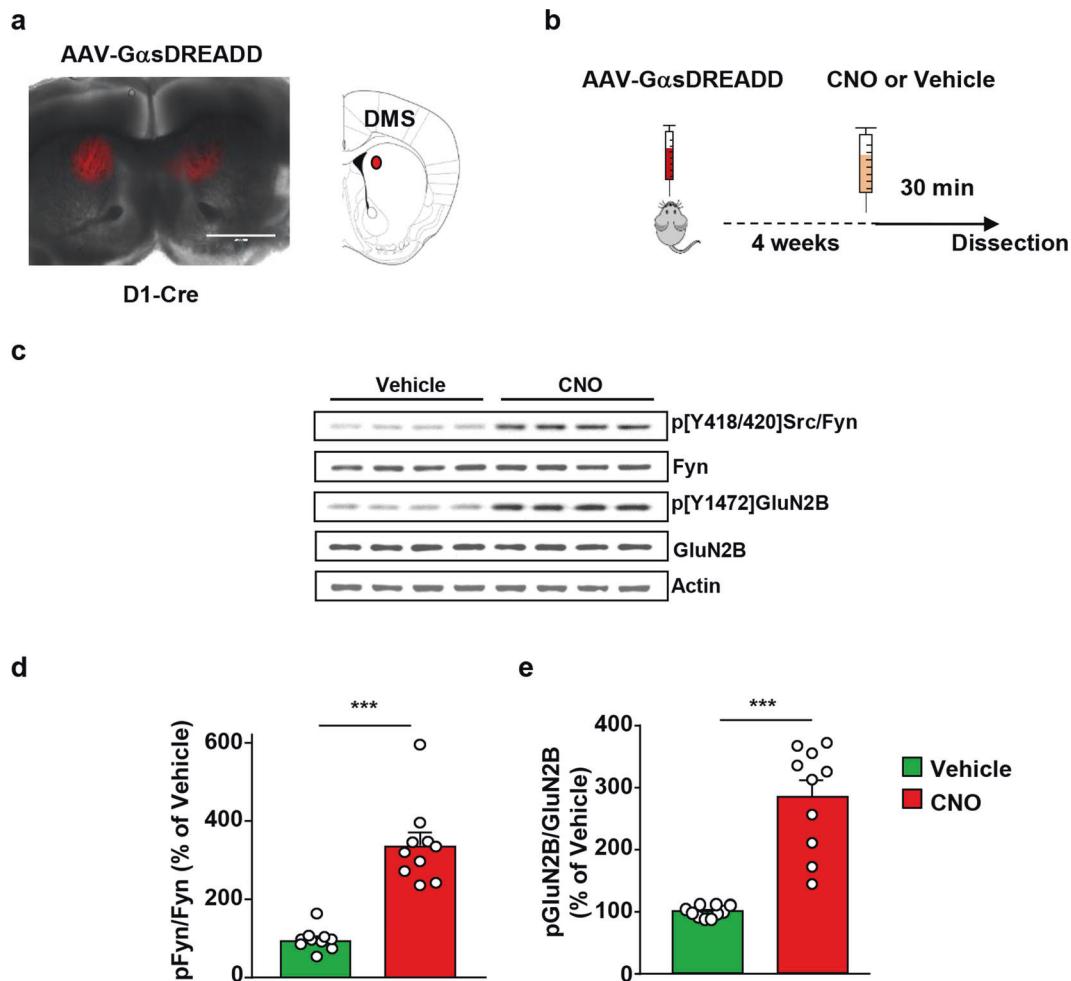 a
AAV-GαsDREADD
DMS
D1-Cre
b
AAV-GαsDREADD
CNO or Vehicle
30 min
4 weeks
Dissection
c
Vehicle
CNO
p[Y418/420]Src/Fyn
Fyn
p[Y1472]GluN2B
GluN2B
Actin
d
pFyn/Fyn (% of Vehicle)
600
400
200
0
***
e
pGluN2B/GluN2B
(% of Vehicle)
400
300
200
100
0
***
Vehicle
CNO